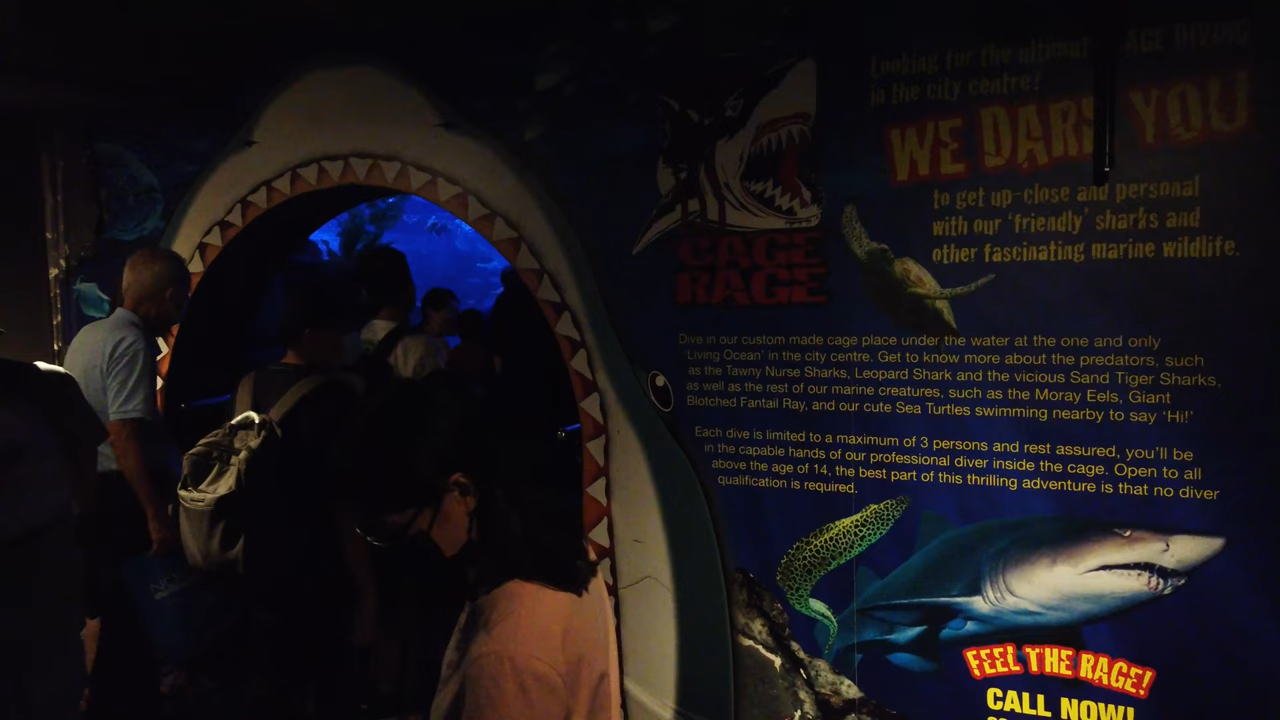 CAGE
RAGE
Looking for the ultimat AGE DIVING
in the city centre?
WE DARE YOU
to get up-close and personal
with our 'friendly' sharks and
other fascinating marine wildlife.
Dive in our custom made cage place under the water at the one and only
'Living Ocean' in the city centre. Get to know more about the predators, such
as the Tawny Nurse Sharks, Leopard Shark and the vicious Sand Tiger Sharks,
as well as the rest of our marine creatures, such as the Moray Eels, Giant
Blotched Fantail Ray, and our cute Sea Turtles swimming nearby to say 'Hi!'
Each dive is limited to a maximum of 3 persons and rest assured, you'll be
in the capable hands of our professional diver inside the cage. Open to all
above the age of 14, the best part of this thrilling adventure is that no diver
qualification is required.
FEEL THE RAGE!
CALL NOW!